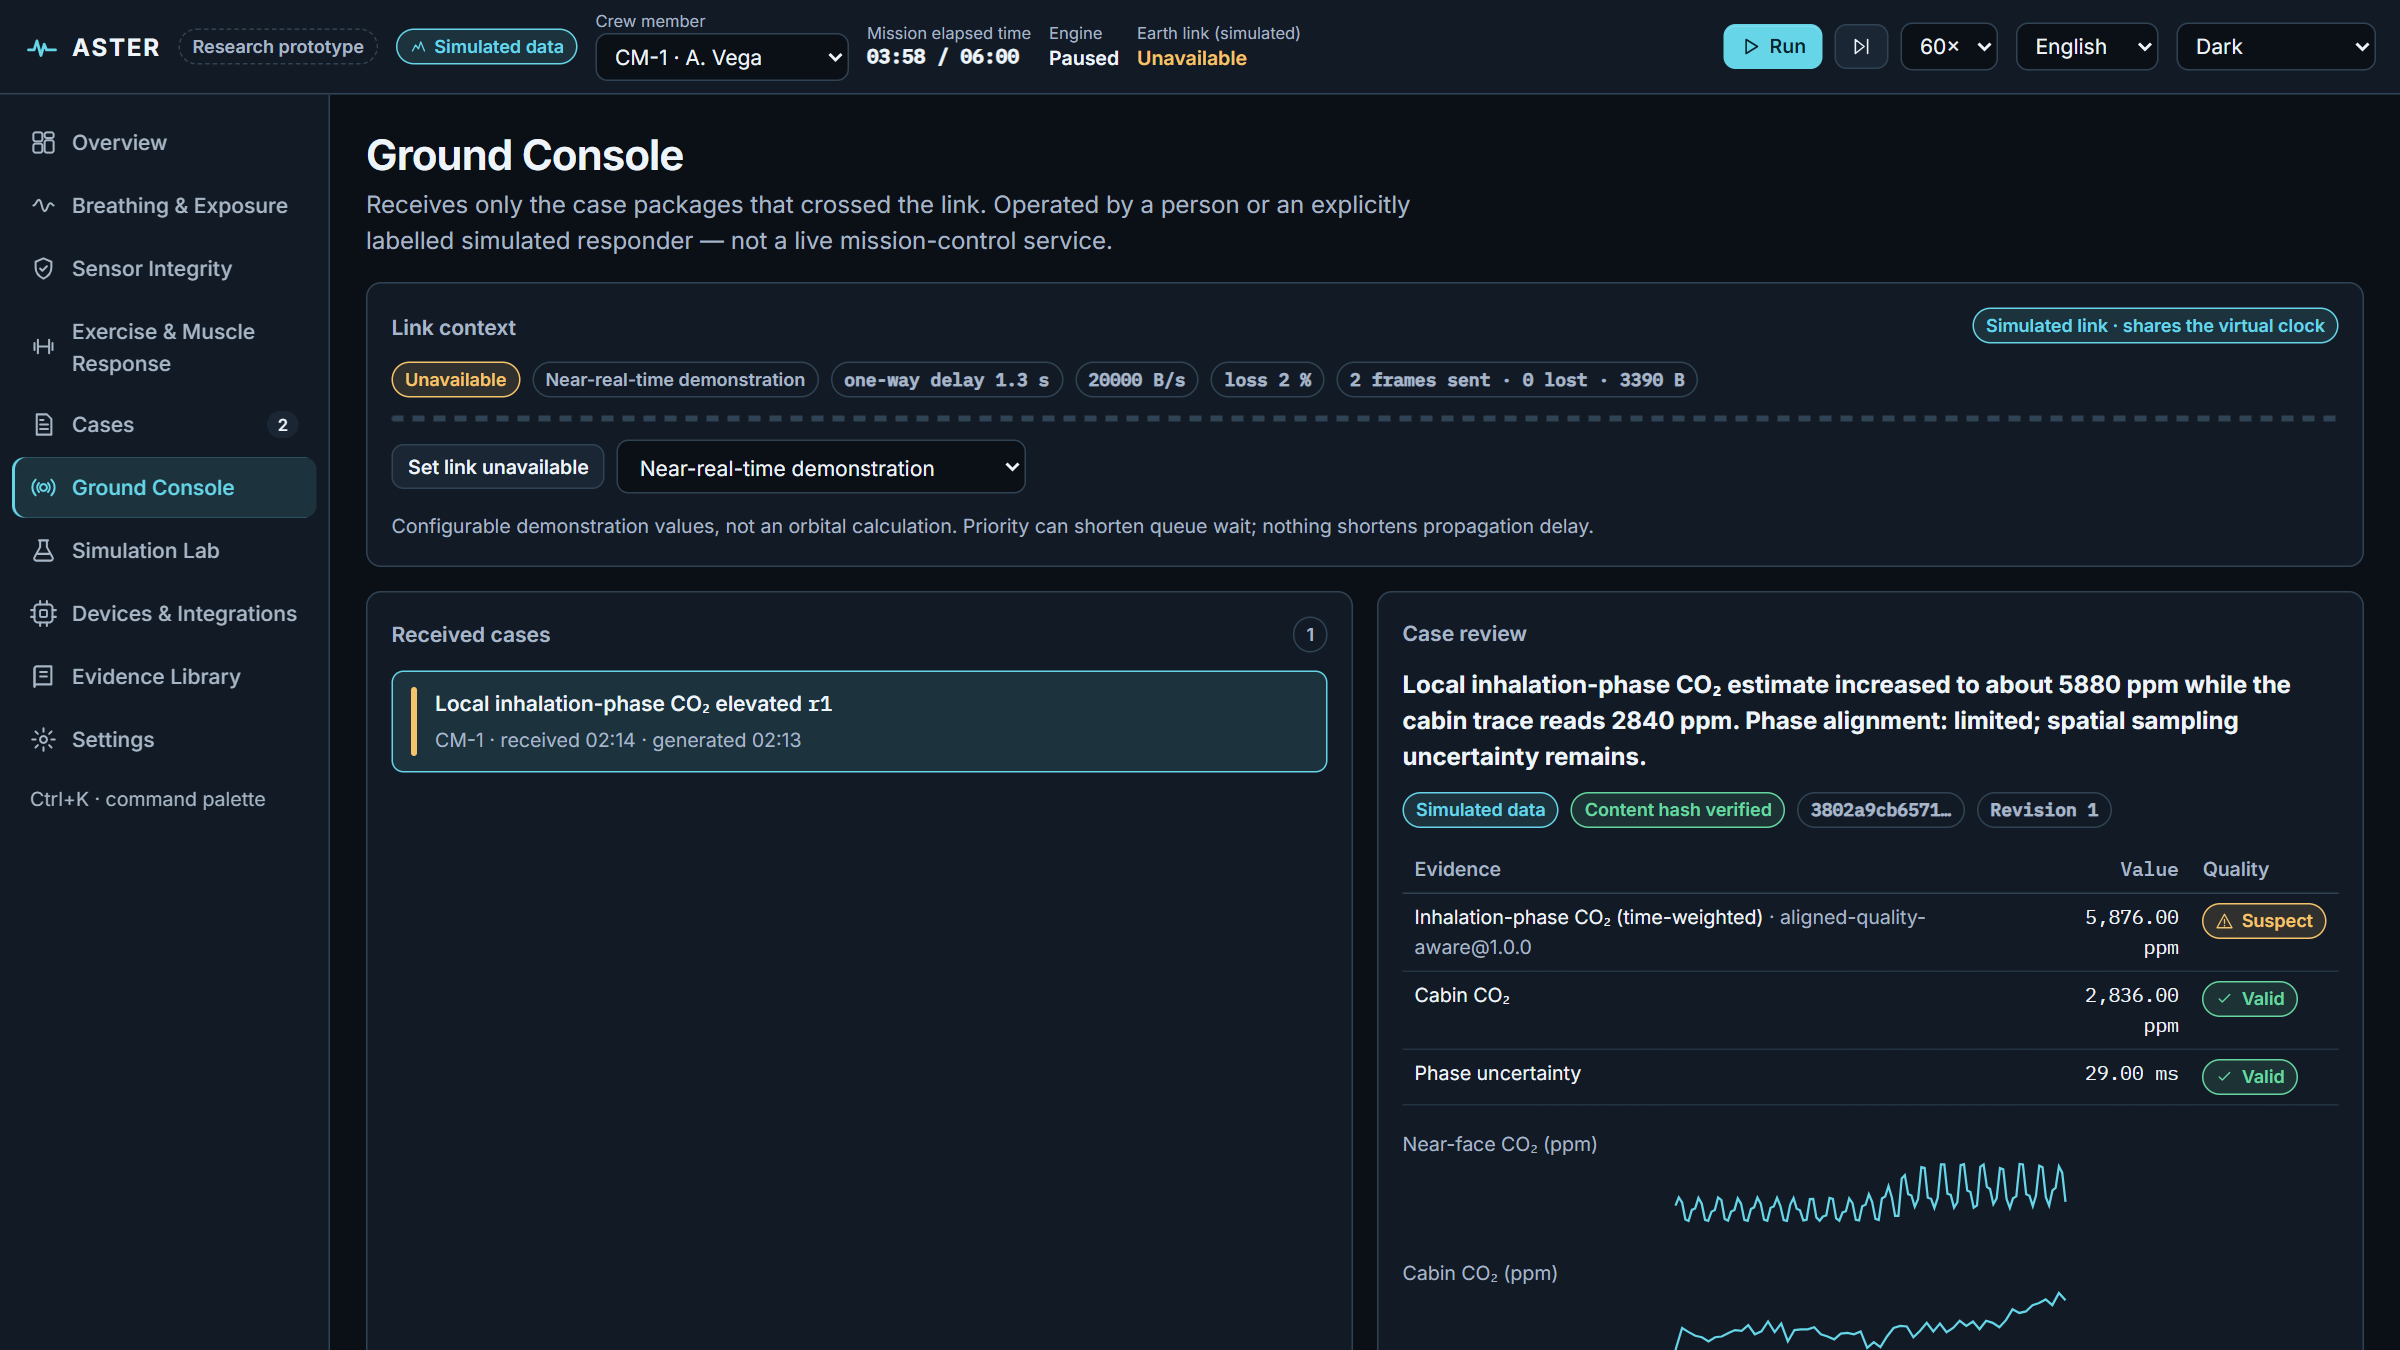 ASTER
Research prototype
Simulated data
Crew member
CM-1 · A. Vega
Mission elapsed time
03:58 / 06:00
Engine
Paused
Earth link (simulated)
Unavailable
Run
60×
English
Dark
Overview
Breathing & Exposure
Sensor Integrity
Exercise & Muscle
Response
Cases
2
Ground Console
Simulation Lab
Devices & Integrations
Evidence Library
Settings
Ctrl+K · command palette
Ground Console
Receives only the case packages that crossed the link. Operated by a person or an explicitly
labelled simulated responder — not a live mission-control service.
Link context
Simulated link · shares the virtual clock
Unavailable
Near-real-time demonstration
one-way delay 1.3 s
20000 B/s
loss 2 %
2 frames sent · 0 lost · 3390 B
Set link unavailable
Near-real-time demonstration
Configurable demonstration values, not an orbital calculation. Priority can shorten queue wait; nothing shortens propagation delay.
Received cases
1
Local inhalation-phase CO₂ elevated r1
CM-1 · received 02:14 · generated 02:13
Case review
Local inhalation-phase CO₂ estimate increased to about 5880 ppm while the
cabin trace reads 2840 ppm. Phase alignment: limited; spatial sampling
uncertainty remains.
Simulated data
Content hash verified
3802a9cb6571…
Revision 1
Evidence Value Quality
Inhalation-phase CO₂ (time-weighted) · aligned-quality-
aware@1.0.0
5,876.00
ppm
Suspect
Cabin CO₂
2,836.00
ppm
Valid
Phase uncertainty
29.00 ms
Valid
Near-face CO₂ (ppm)
Cabin CO₂ (ppm)